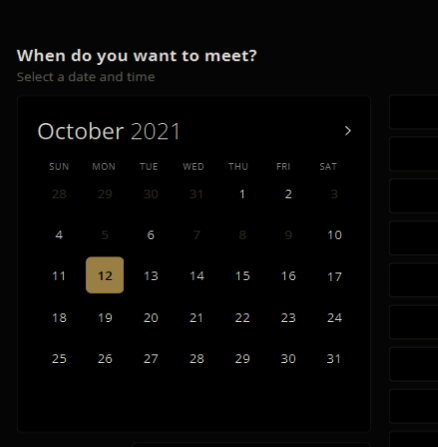 When do you want to meet?
Select a date and time
October 2021 >
SUN MON TUE WED THU FRI SAT
28 29 30 31 1 2 3
4 5 6 7 8 9 10
11 12 13 14 15 16 17
18 19 20 21 22 23 24
25 26 27 28 29 30 31